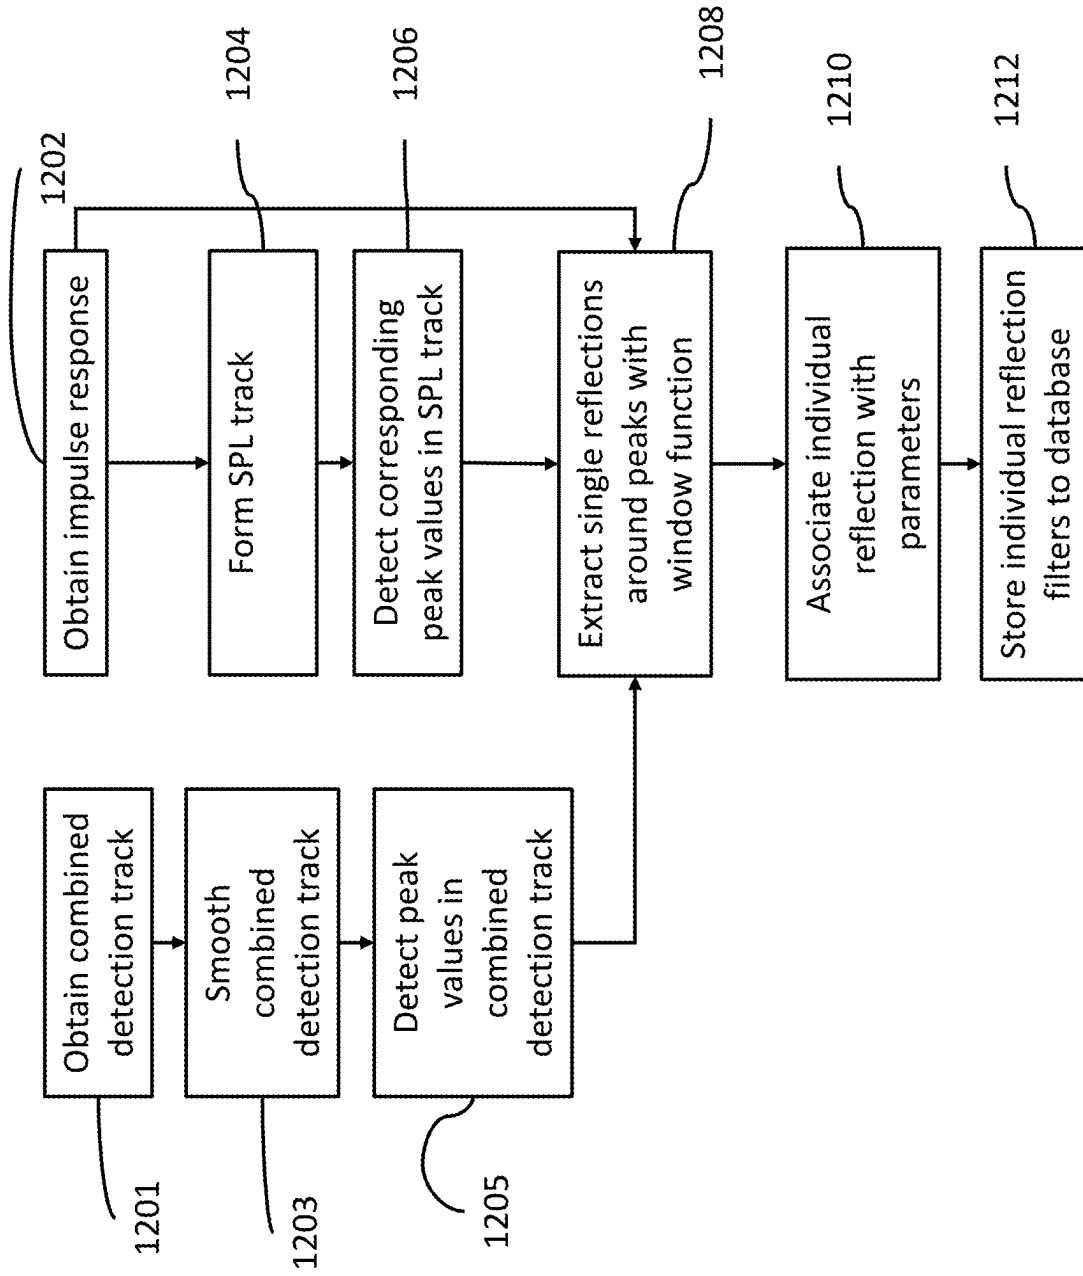 1201
Obtain combined
detection track
1203
Smooth
combined
detection track
1205
Detect peak
values in
combined
detection track
1202
Obtain impulse response
1204
Form SPL track
1206
Detect corresponding
peak values in SPL track
1208
Extract single reflections
around peaks with
window function
1210
Associate individual
reflection with
parameters
1212
Store individual reflection
filters to database